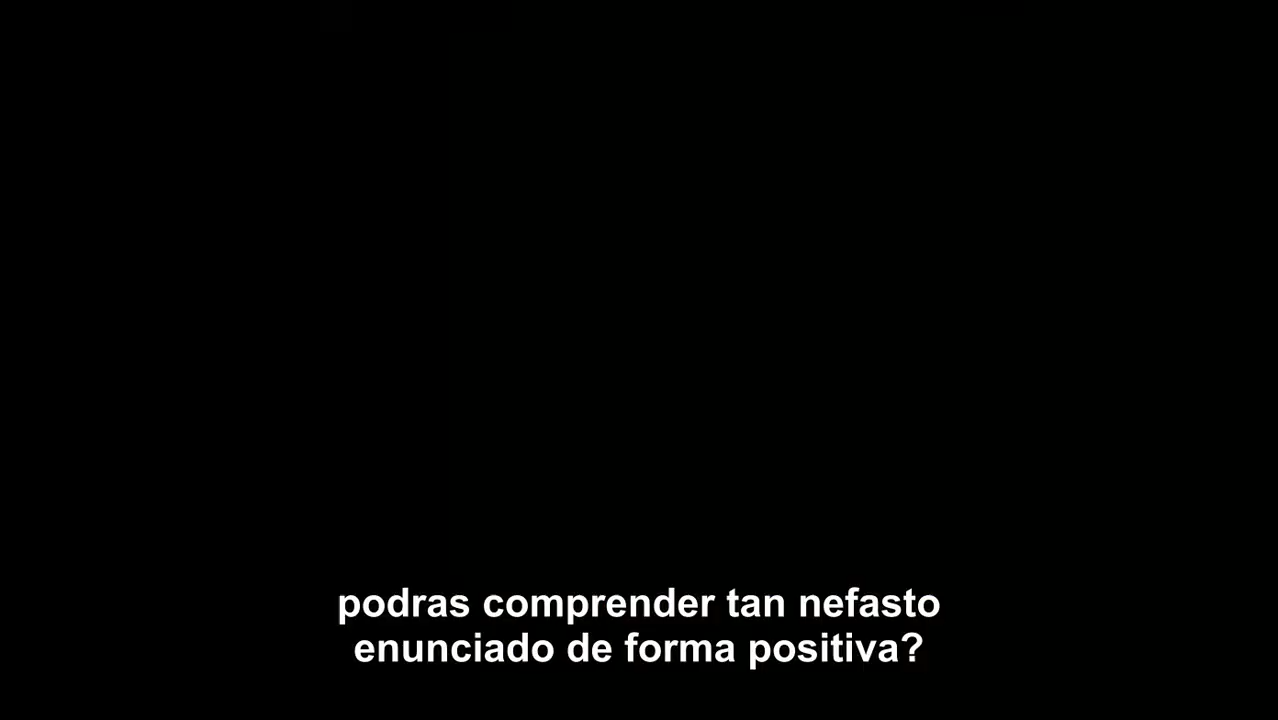 podras comprender tan nefasto
enunciado de forma positiva?